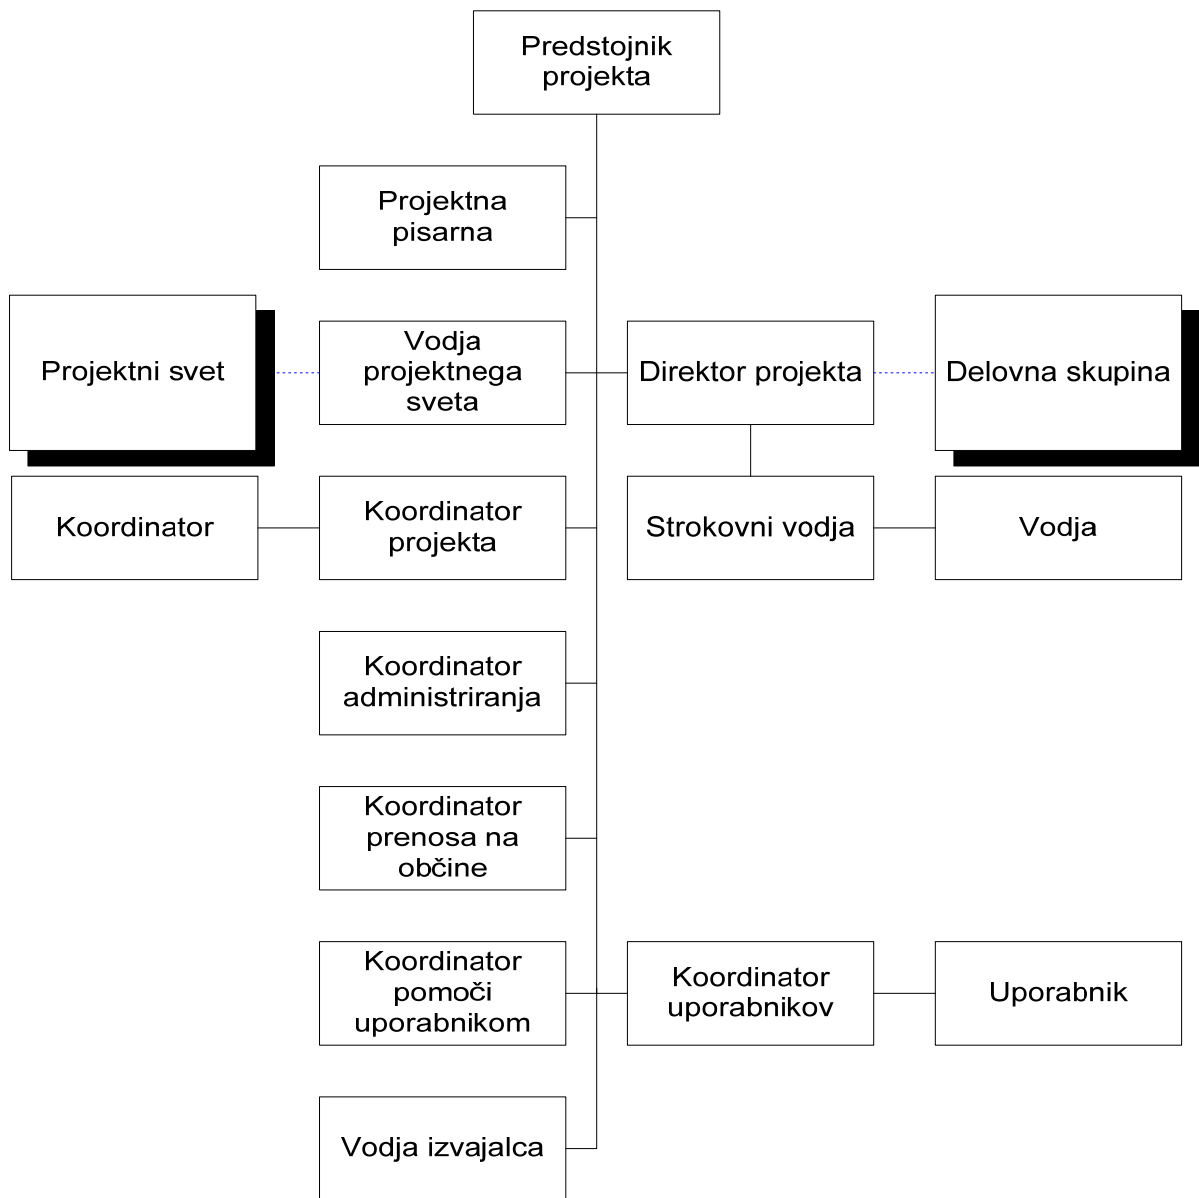 Predstojnik
projekta
Projektna
pisarna
Projektni svet
Vodja
projektnega
sveta
Direktor projekta
Delovna skupina
Koordinator
Koordinator
projekta
Strokovni vodja
Vodja
Koordinator
administriranja
Koordinator
prenosa na
občine
Koordinator
pomoči
uporabnikom
Koordinator
uporabnikov
Uporabnik
Vodja izvajalca